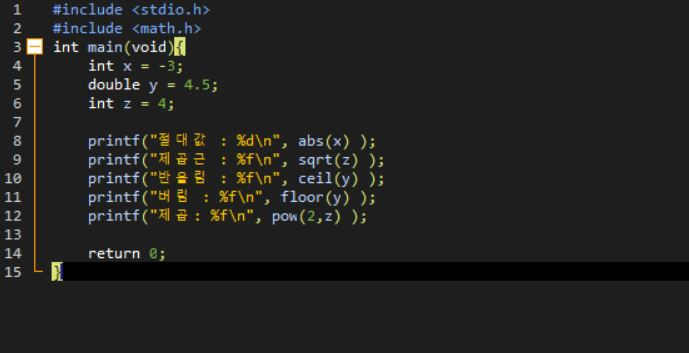 1 #include <stdio.h>
2 #include <math.h>
3 int main(void){
4 int x = -3;
5 double y = 4.5;
6 int z = 4;
7
8 printf("절대값 : %d\n", abs(x) );
9 printf("제곱근 : %f\n", sqrt(z) );
10 printf("반올림 : %f\n", ceil(y) );
11 printf("버림 : %f\n", floor(y) );
12 printf("제곱: %f\n", pow(2,z) );
13
14 return 0;
15 }